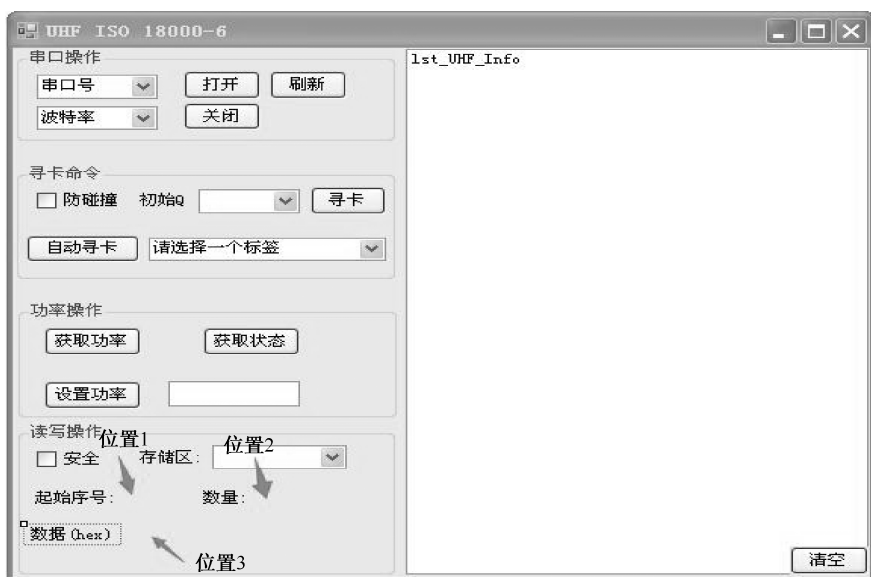 UHF ISO 18000-6
串口操作
串口号 打开 刷新
波特率 关闭
寻卡命令
防碰撞 初始Q 寻卡
自动寻卡 请选择一个标签
功率操作
获取功率 获取状态
设置功率
读写操作
位置1 位置2
安全 存储区:
起始序号: 数量:
数据(hex)
位置3
lst_UHF_Info
清空